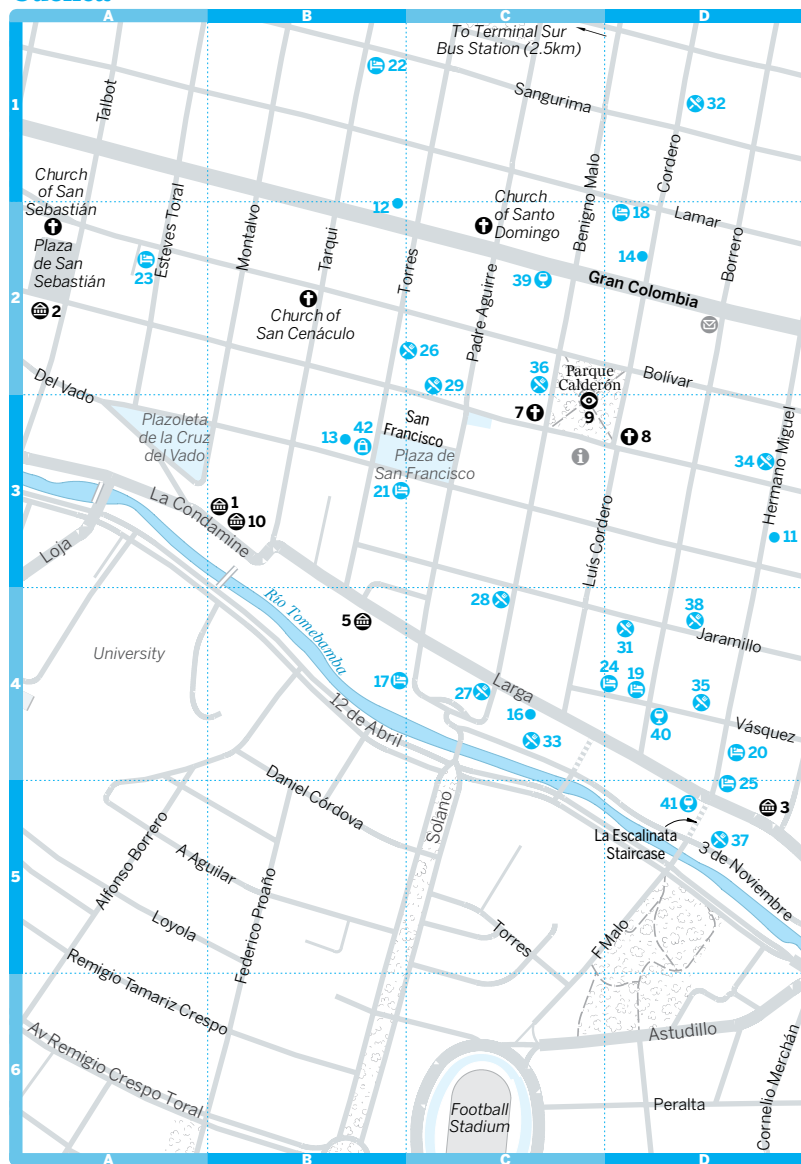 A
B
C
D
To Terminal Sur
Bus Station (2.5km)
22
1
Talbot
Sangurima
32
Cordero
Church
of San
Sebastián
Esteves Toral
Montalvo
Tarqui
12
Torres
Church
of Santo
Domingo
Benigno Malo
18
Lamar
Borrero
14
Plaza
de San
Sebastián
23
2
2
39
Gran Colombia
Padre Aguirre
Church of
San Cenáculo
26
29
36
Parque
Calderón
Bolívar
Del Vado
7
9
8
Plazoleta
de la Cruz
del Vado
13
42
San
Francisco
Plaza de
San Francisco
34
Hermano Miguel
3
21
La Condamine
1
10
Loja
Luís Cordero
11
28
38
Río Tomebamba
5
31
Jaramillo
University
4
17
27
Larga
24
19
35
16
12 de Abril
33
40
Vásquez
20
25
Daniel Córdova
Solano
41
3
La Escalinata
Staircase
37
3 de Noviembre
Alfonso Borrero
A Aguilar
5
Loyola
Federico Proaño
Torres
F Malo
Remigio Tamariz Crespo
Astudillo
Av Remigio Crespo Toral
6
Football
Stadium
Peralta
Cornelio Merchán
A
B
C
D